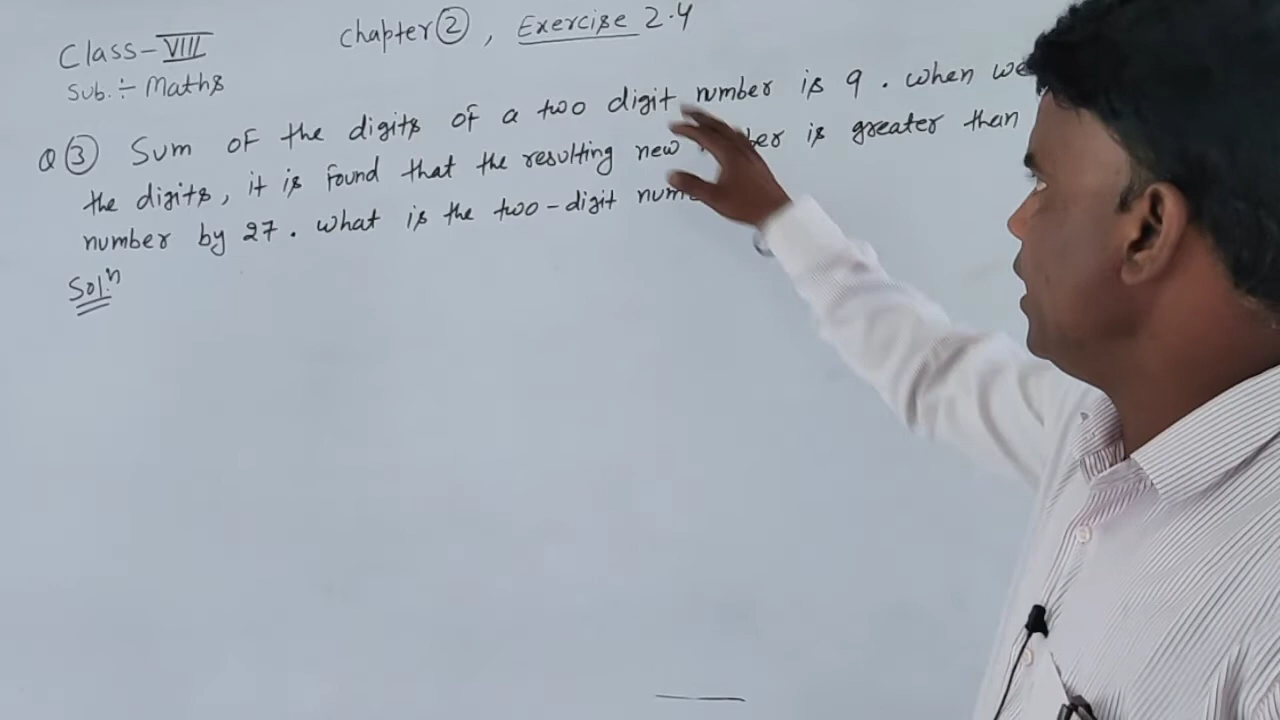 Class-VIII
Chapter ②, Exercise 2.4
Sub. ÷ Maths
Q ③ Sum of the digits of a two digit number is 9. When we
the digits, it is found that the resulting new is greater than
number by 27. What is the two-digit
Solⁿ